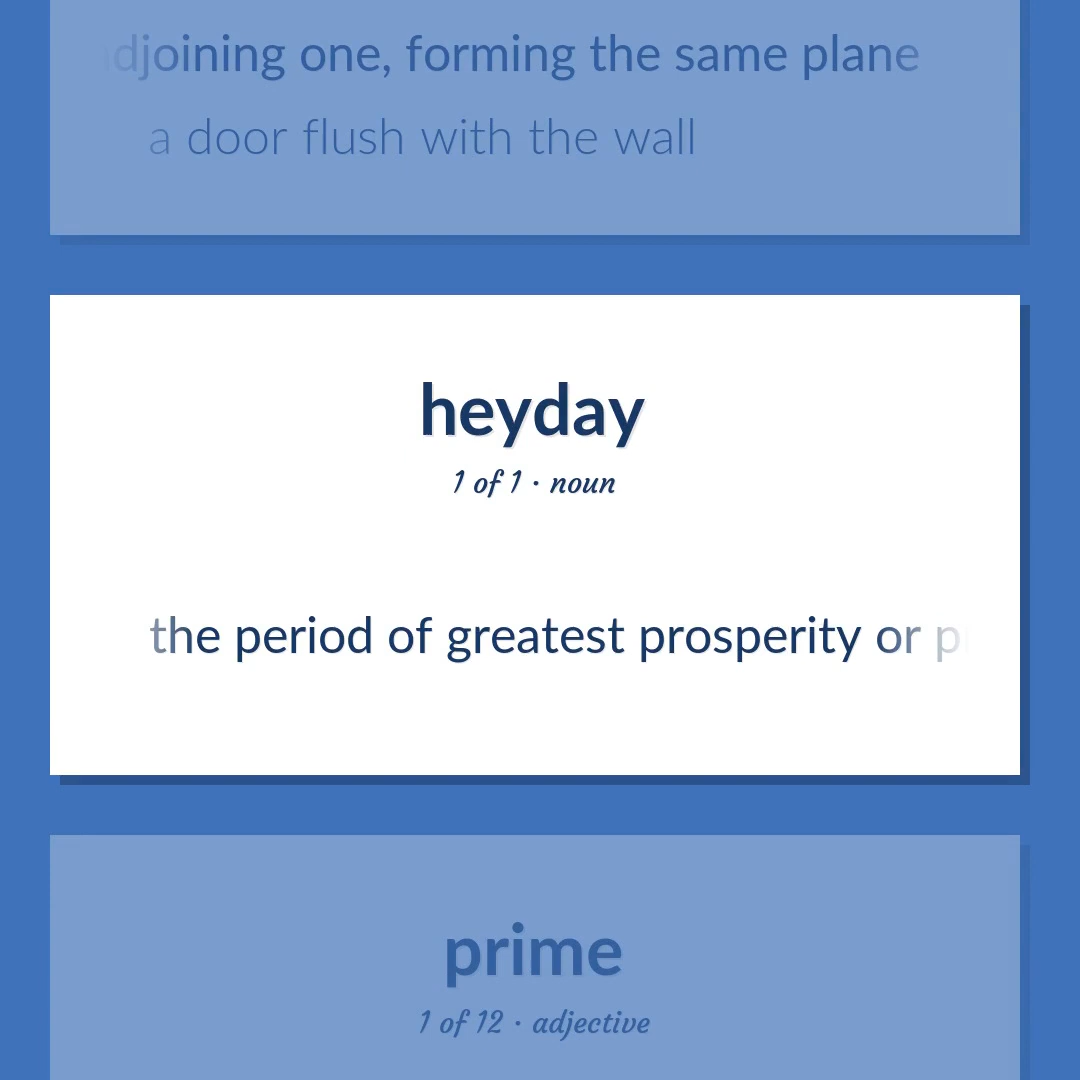 djoining one, forming the same plane
a door flush with the wall
heyday
1 of 1 · noun
the period of greatest prosperity or
prime
1 of 12 · adjective